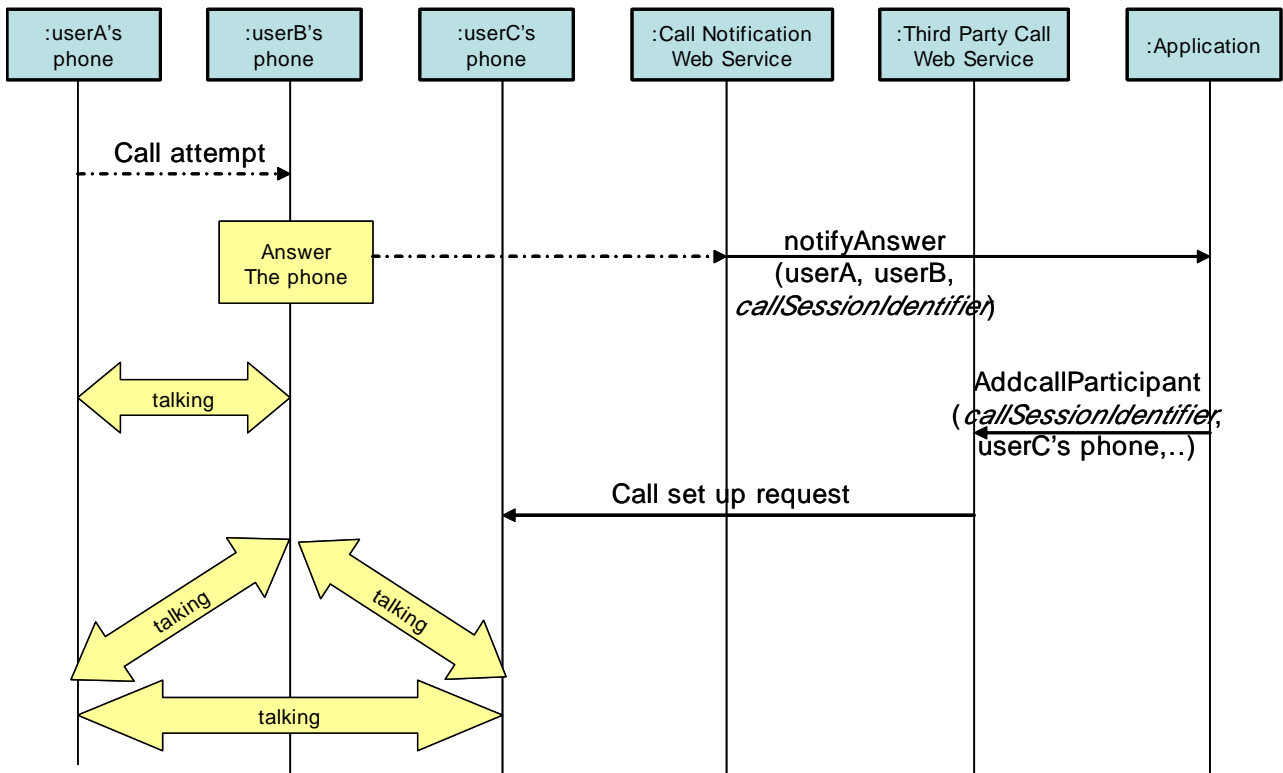 :userA's
phone
:userB's
phone
:userC's
phone
:Call Notification
Web Service
:Third Party Call
Web Service
:Application
Call attempt
Answer
The phone
notifyAnswer
(userA, userB,
callSessionIdentifier)
talking
AddcallParticipant
(callSessionIdentifier,
userC's phone,..)
Call set up request
talking
talking
talking